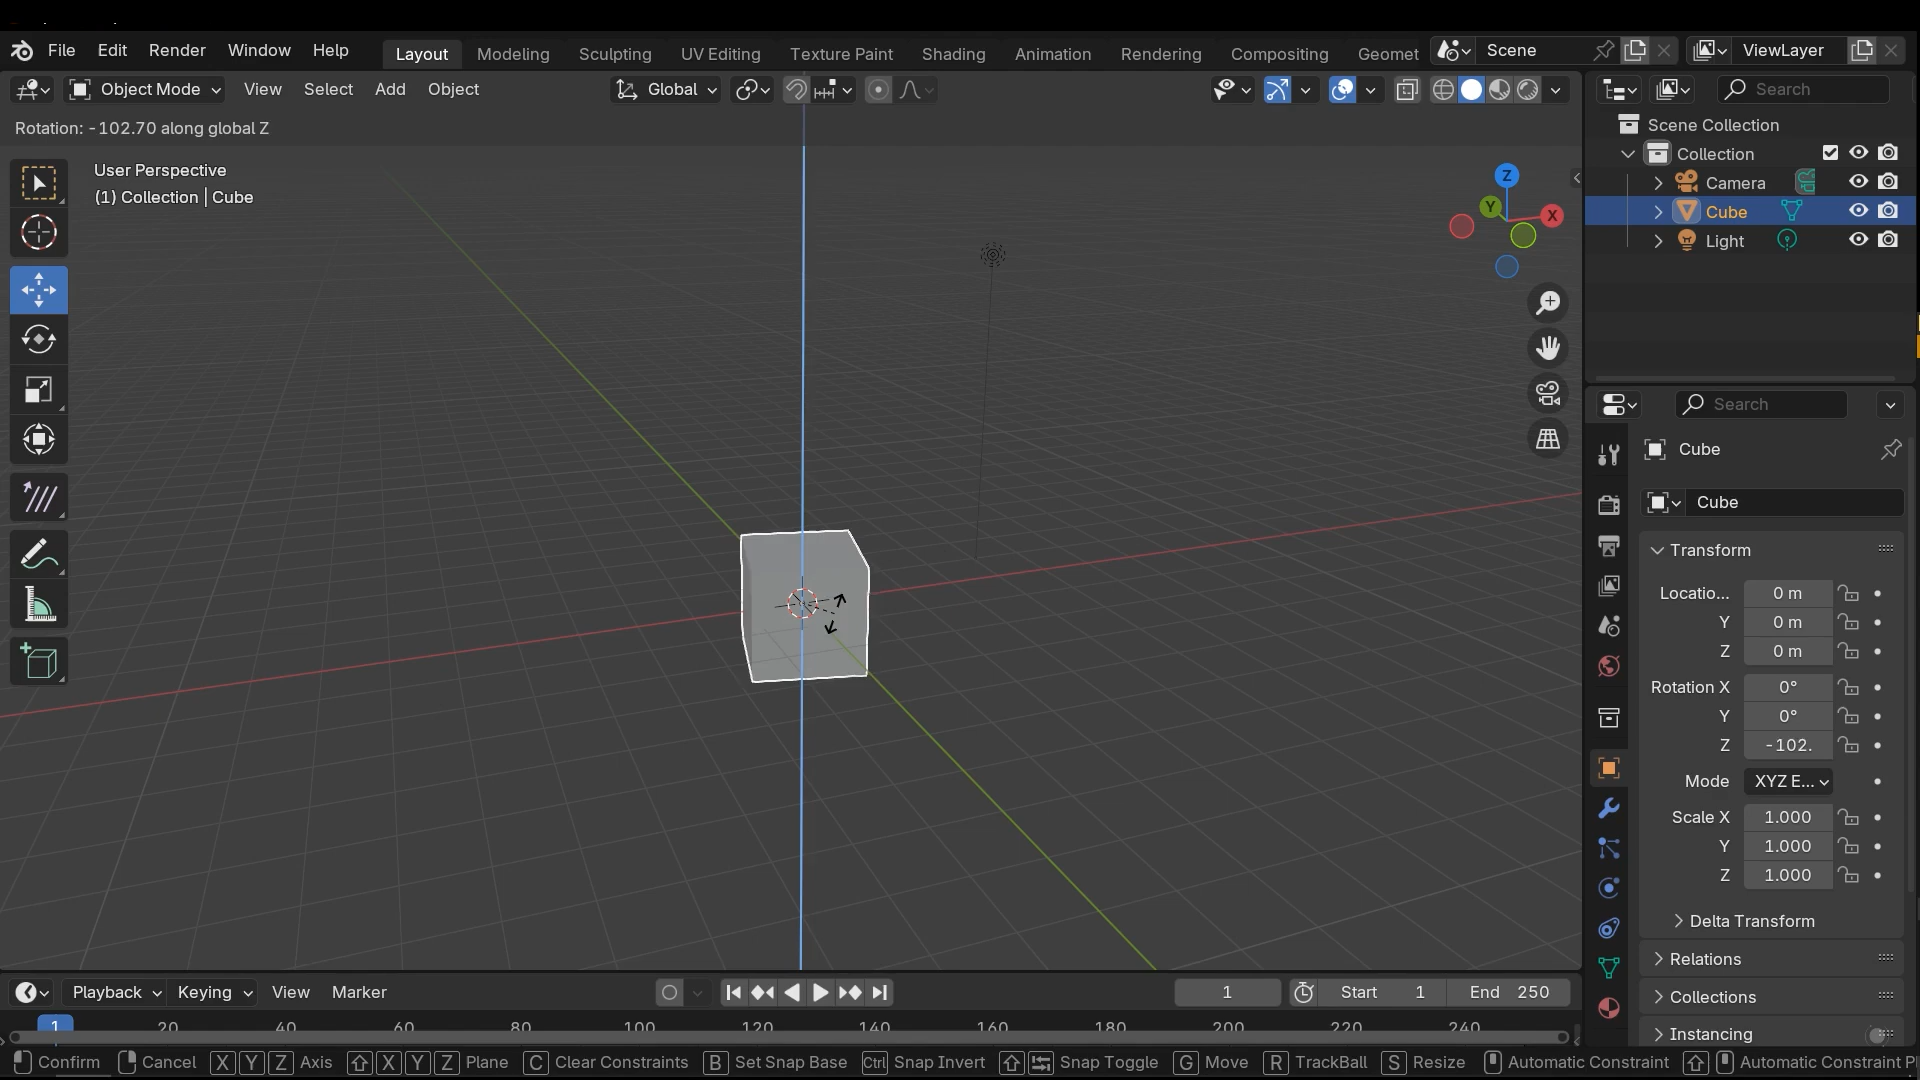 File Edit Render Window Help Layout Modeling Sculpting UV Editing Texture Paint Shading Animation Rendering Compositing Geomet Scene ViewLayer
Object Mode View Select Add Object Global Search
Rotation: -102.70 along global Z
User Perspective
(1) Collection | Cube
Z
Y
X
Scene Collection
Collection
Camera
Cube
Light
Search
Cube
Cube
Transform
Locatio... 0 m
Y 0 m
Z 0 m
Rotation X 0°
Y 0°
Z -102.
Mode XYZ E...
Scale X 1.000
Y 1.000
Z 1.000
Delta Transform
Relations
Collections
Instancing
Playback Keying View Marker 1 Start 1 End 250
1 20 40 60 80 100 120 140 160 180 200 220 240
Confirm Cancel X Y Z Axis X Y Z Plane C Clear Constraints B Set Snap Base Ctrl Snap Invert Snap Toggle G Move R TrackBall S Resize Automatic Constraint Automatic Constraint P